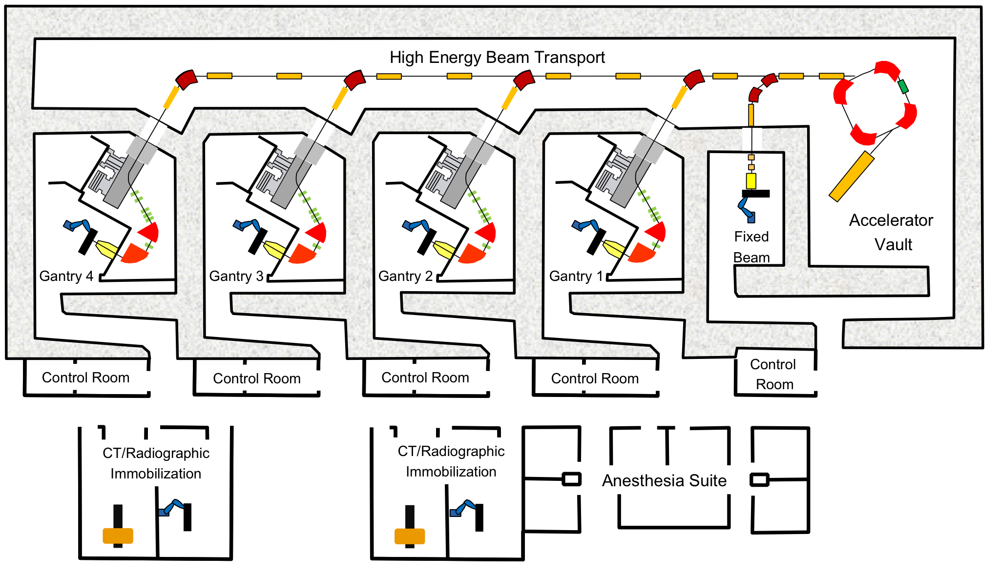 High Energy Beam Transport
Accelerator
Vault
Fixed
Beam
Gantry 4
Gantry 3
Gantry 2
Gantry 1
Control Room
Control Room
Control Room
Control Room
Control
Room
CT/Radiographic
Immobilization
CT/Radiographic
Immobilization
Anesthesia Suite